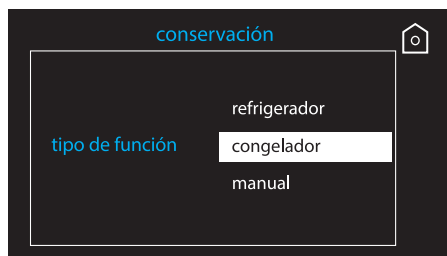 conservación
refrigerador
tipo de función
congelador
manual